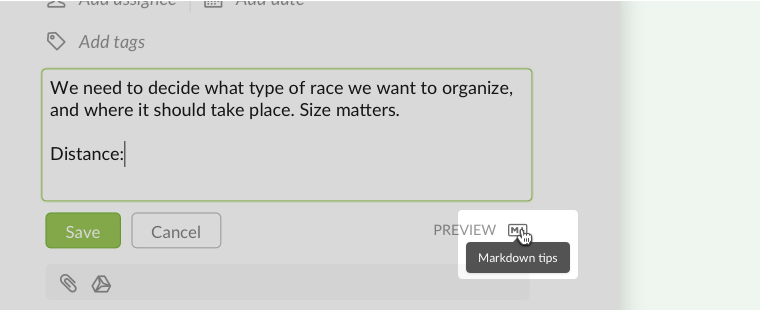 Add assignee Add date
Add tags
We need to decide what type of race we want to organize,
and where it should take place. Size matters.
Distance:
Save Cancel PREVIEW
Markdown tips